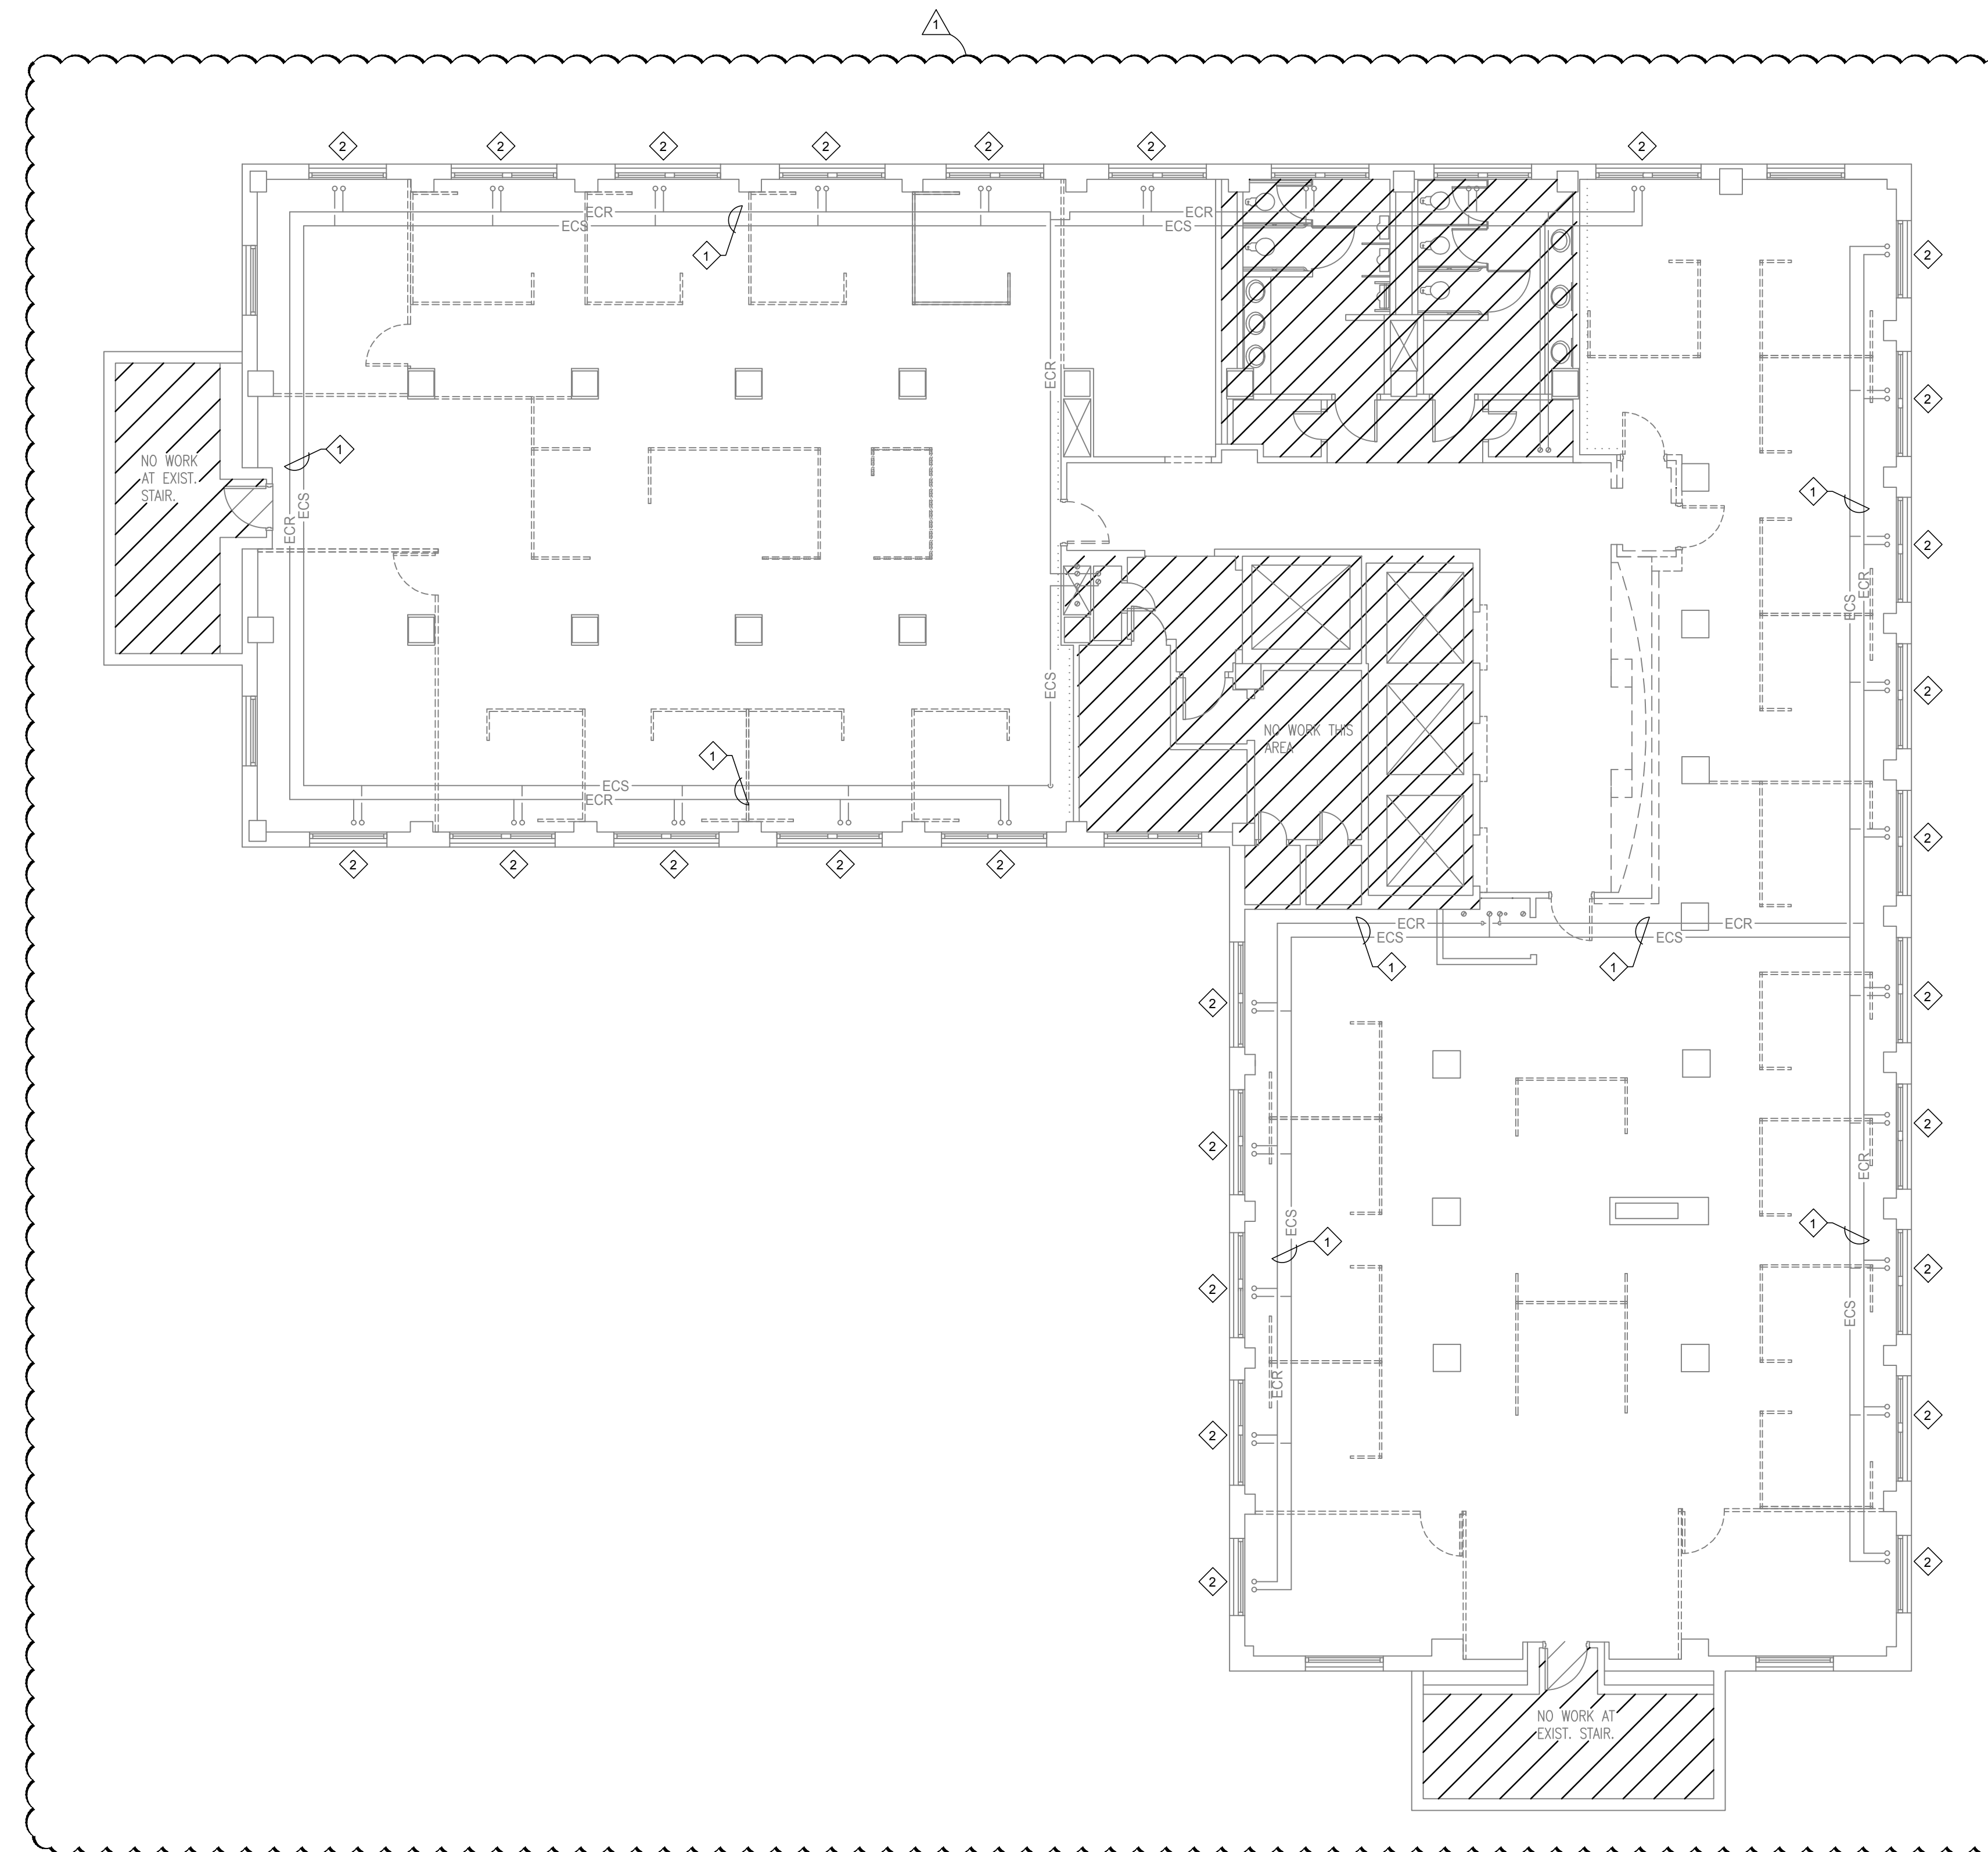 1
2 2 2 2 2 2 2
ECR ECR
ECS ECS
1
2
ECR
2
1
NO WORK
AT EXIST.
STAIR.
1
ECS
ECR
2
ECR
ECS
ECS
2
NO WORK THIS
AREA
1
ECS
ECR
2
2 2 2 2 2
ECR ECR
ECS ECS
1 1
2 2
2 2
ECR
ECS
1
1
2 2
ECS
ECR
2 2
2 2
NO WORK AT
EXIST. STAIR.